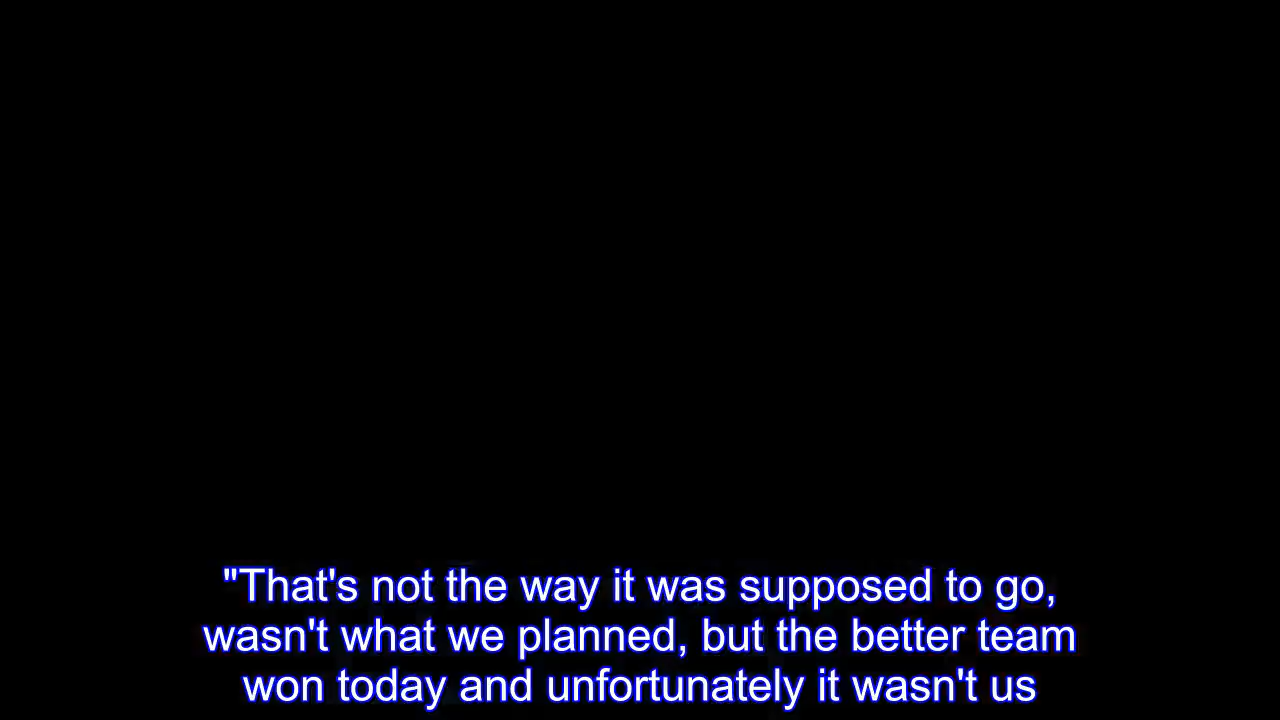 "That's not the way it was supposed to go,
wasn't what we planned, but the better team
won today and unfortunately it wasn't us